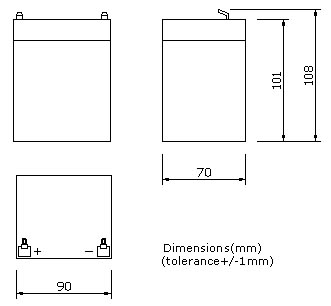 101
108
70
+ −
90
Dimensions(mm)
(tolerance+/-1mm)